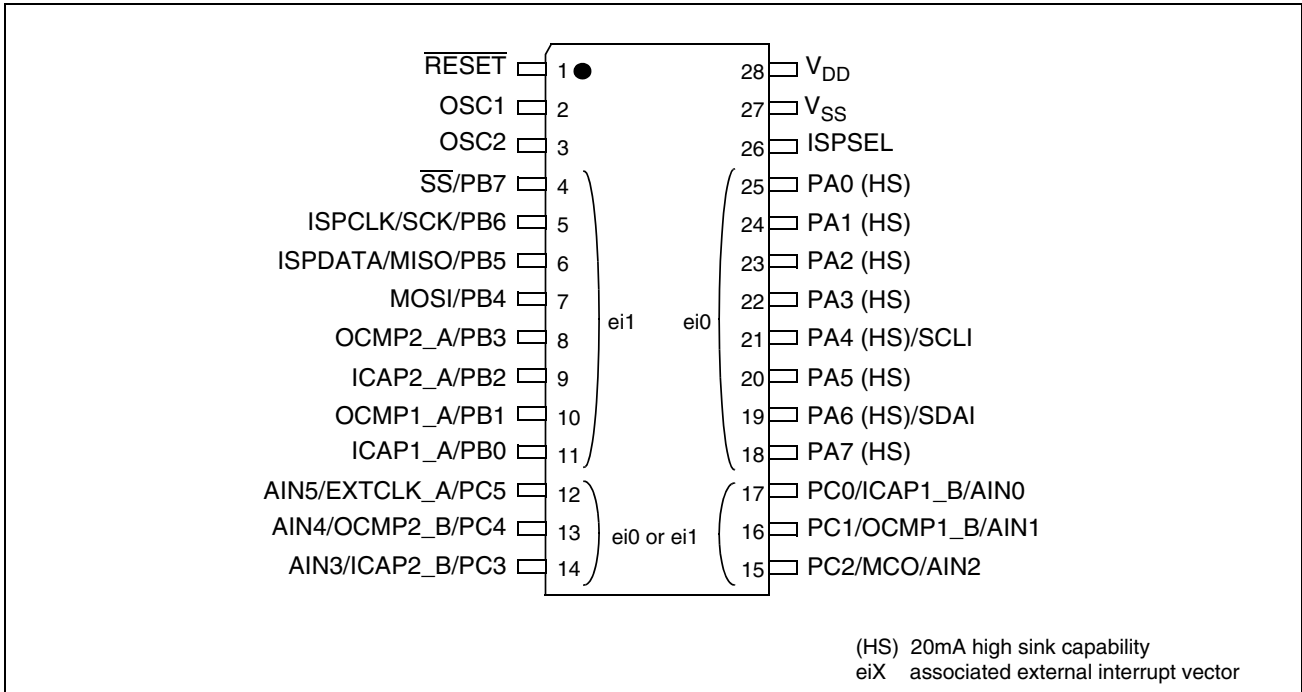 RESET 1 28 VDD
OSC1 2 27 VSS
OSC2 3 26 ISPSEL
SS/PB7 4 25 PA0 (HS)
ISPCLK/SCK/PB6 5 24 PA1 (HS)
ISPDATA/MISO/PB5 6 23 PA2 (HS)
MOSI/PB4 7 22 PA3 (HS)
ei1 ei0
OCMP2_A/PB3 8 21 PA4 (HS)/SCLI
ICAP2_A/PB2 9 20 PA5 (HS)
OCMP1_A/PB1 10 19 PA6 (HS)/SDAI
ICAP1_A/PB0 11 18 PA7 (HS)
AIN5/EXTCLK_A/PC5 12 17 PC0/ICAP1_B/AIN0
AIN4/OCMP2_B/PC4 13 ei0 or ei1 16 PC1/OCMP1_B/AIN1
AIN3/ICAP2_B/PC3 14 15 PC2/MCO/AIN2
(HS) 20mA high sink capability
eiX associated external interrupt vector